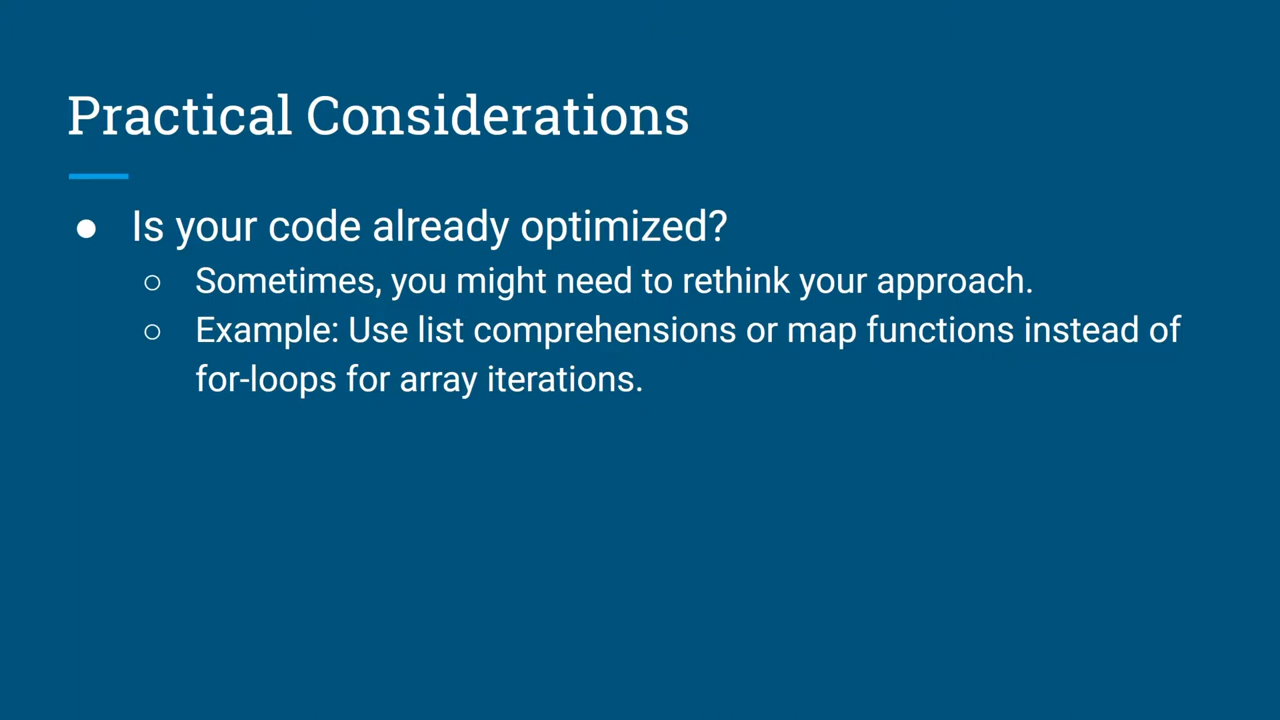 Practical Considerations
● Is your code already optimized?
○ Sometimes, you might need to rethink your approach.
○ Example: Use list comprehensions or map functions instead of
for-loops for array iterations.